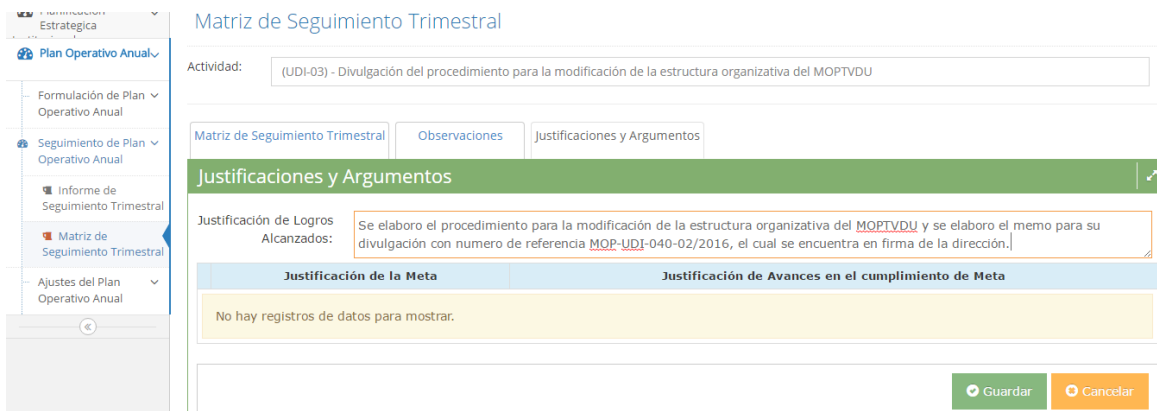 Estrategica
Plan Operativo Anual
Formulación de Plan
Operativo Anual
Seguimiento de Plan
Operativo Anual
Informe de
Seguimiento Trimestral
Matriz de
Seguimiento Trimestral
Ajustes del Plan
Operativo Anual
Matriz de Seguimiento Trimestral
Actividad:
(UDI-03) - Divulgación del procedimiento para la modificación de la estructura organizativa del MOPTVDU
Matriz de Seguimiento Trimestral
Observaciones
Justificaciones y Argumentos
Justificaciones y Argumentos
Justificación de Logros
Alcanzados:
Se elaboro el procedimiento para la modificación de la estructura organizativa del MOPTVDU y se elaboro el memo para su
divulgación con numero de referencia MOP-UDI-040-02/2016, el cual se encuentra en firma de la dirección.
Justificación de la Meta
Justificación de Avances en el cumplimiento de Meta
No hay registros de datos para mostrar.
Guardar
Cancelar